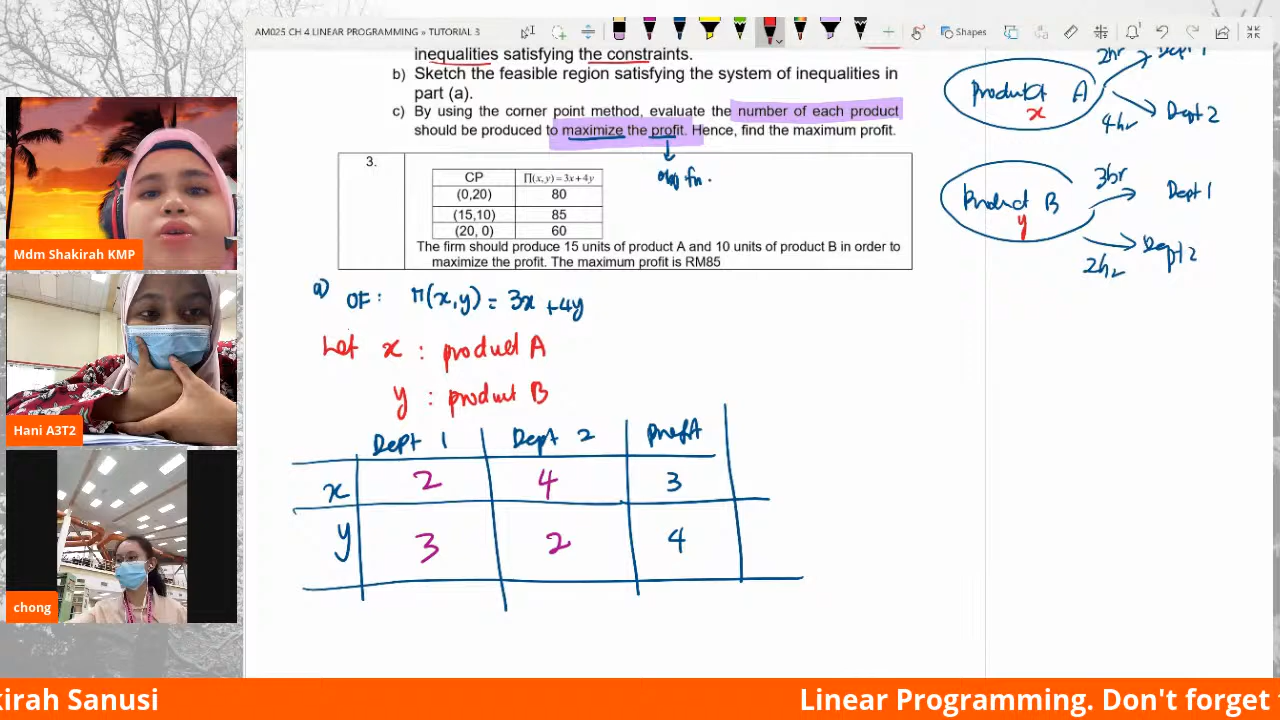 AM025 CH 4 LINEAR PROGRAMMING » TUTORIAL 3
Shapes
inequalities satisfying the constraints.
b) Sketch the feasible region satisfying the system of inequalities in
part (a).
c) By using the corner point method, evaluate the number of each product
should be produced to maximize the profit. Hence, find the maximum profit.
obj fn.
3.
CP Π(x, y) = 3x + 4y
(0,20) 80
(15,10) 85
(20, 0) 60
The firm should produce 15 units of product A and 10 units of product B in order to
maximize the profit. The maximum profit is RM85
a) OF : Π(x,y) = 3x + 4y
Let x : product A
y : product B
Dept 1 Dept 2 Profit
x 2 4 3
y 3 2 4
2hr Dept 1
Product A
x
4hr Dept 2
Product B
y
3hr Dept 1
2hr Dept 2
Mdm Shakirah KMP
Hani A3T2
chong
kirah Sanusi
Linear Programming. Don't forget